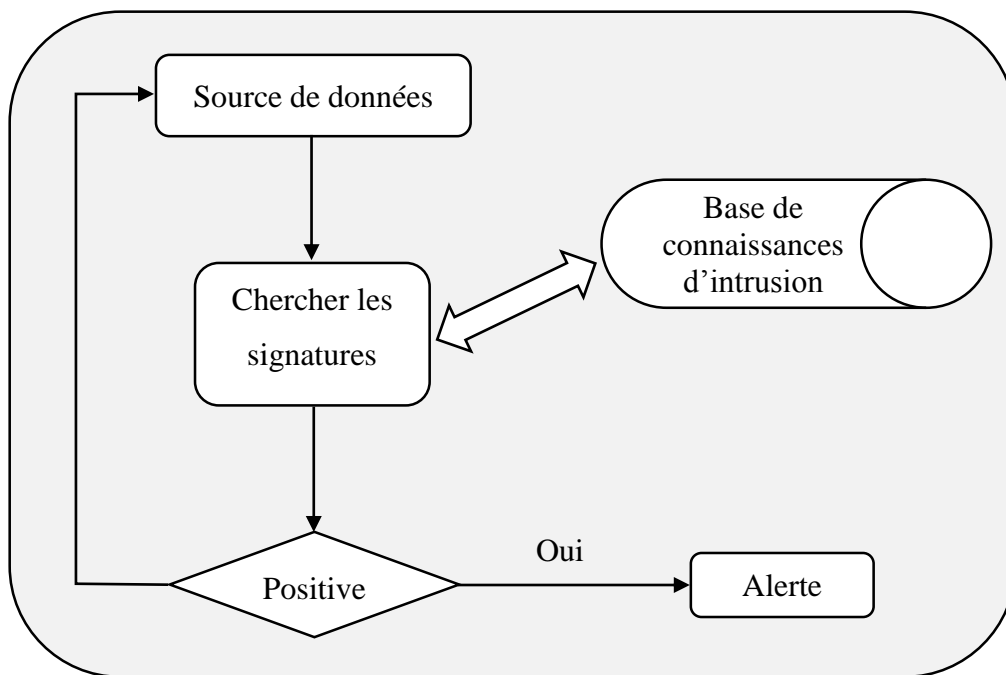 Source de données
Base de
connaissances
d’intrusion
Chercher les
signatures
Oui
Positive
Alerte